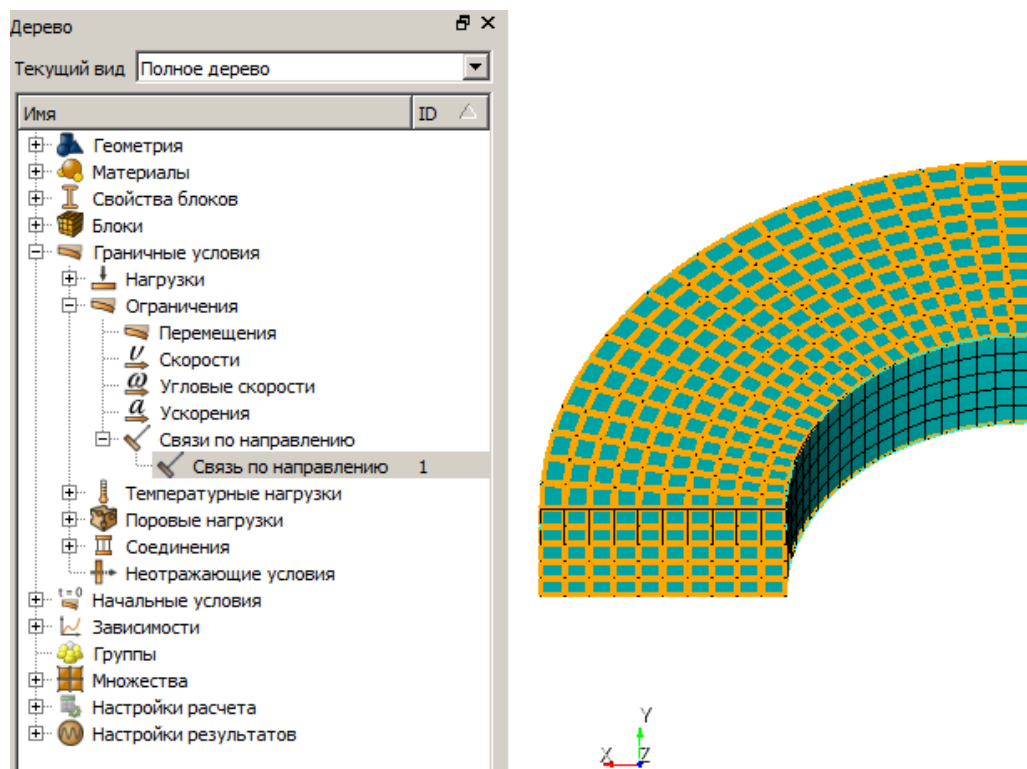 Дерево
Текущий вид Полное дерево
Имя ID
Геометрия
Материалы
Свойства блоков
Блоки
Граничные условия
Нагрузки
Ограничения
Перемещения
υ Скорости
ω Угловые скорости
a Ускорения
Связи по направлению
Связь по направлению 1
Температурные нагрузки
Поровые нагрузки
Соединения
Неотражающие условия
t=0 Начальные условия
Зависимости
Группы
Множества
Настройки расчета
Настройки результатов
Y
X Z